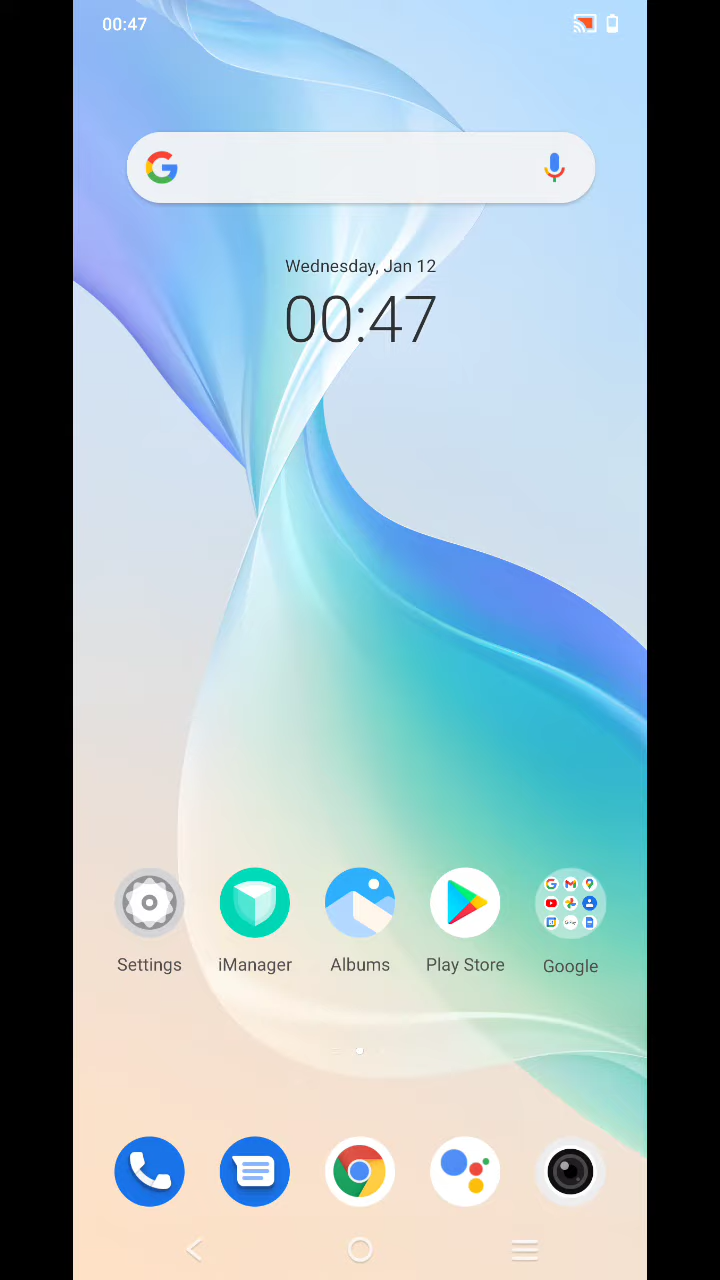 00:47
Wednesday, Jan 12
00:47
Settings
iManager
Albums
Play Store
Google